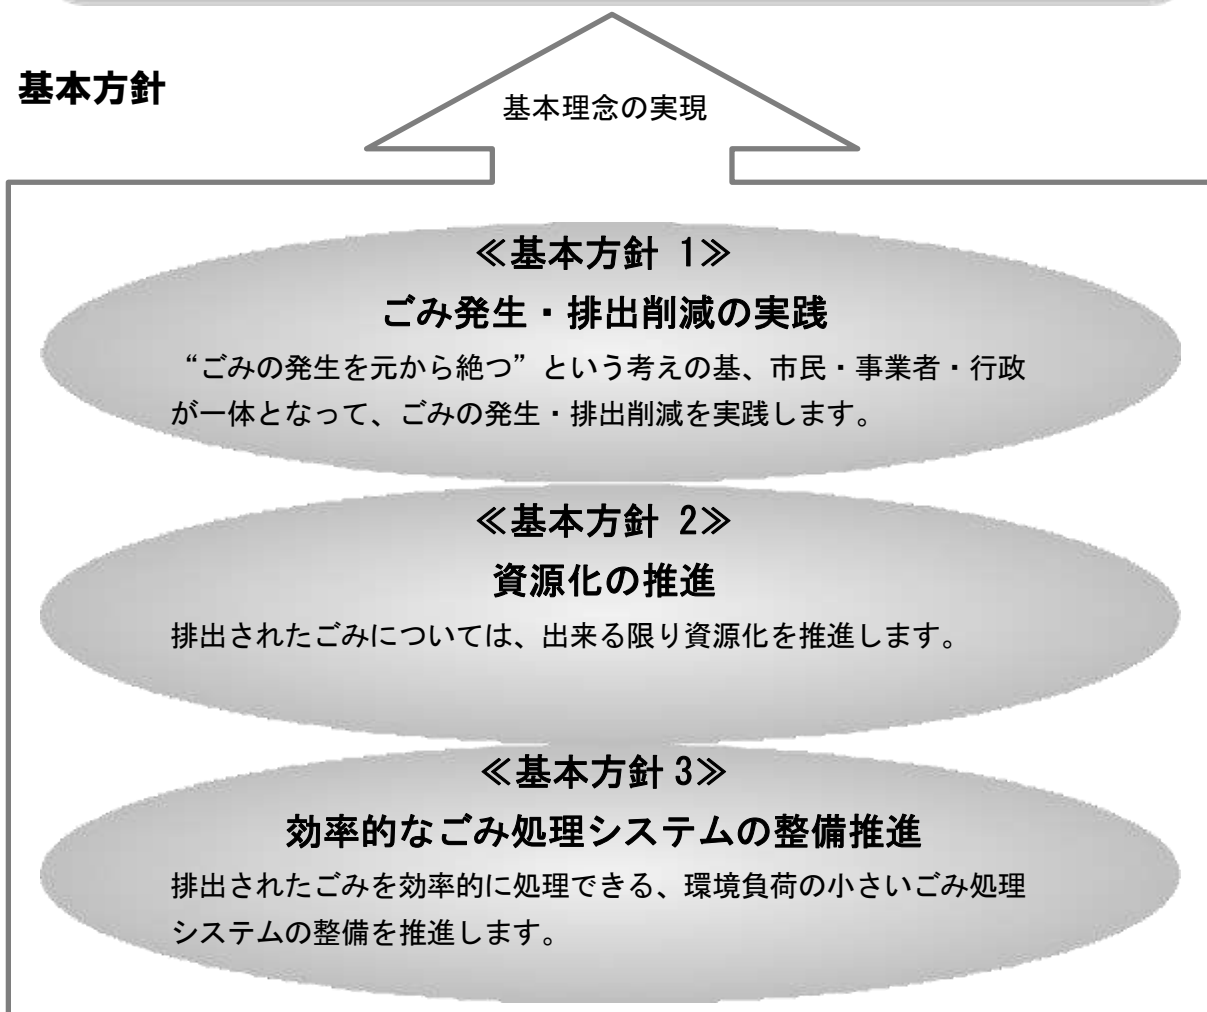 基本方針
基本理念の実現
≪基本方針 1≫
ごみ発生・排出削減の実践
“ごみの発生を元から絶つ”という考えの基、市民・事業者・行政
が一体となって、ごみの発生・排出削減を実践します。
≪基本方針 2≫
資源化の推進
排出されたごみについては、出来る限り資源化を推進します。
≪基本方針 3≫
効率的なごみ処理システムの整備推進
排出されたごみを効率的に処理できる、環境負荷の小さいごみ処理
システムの整備を推進します。